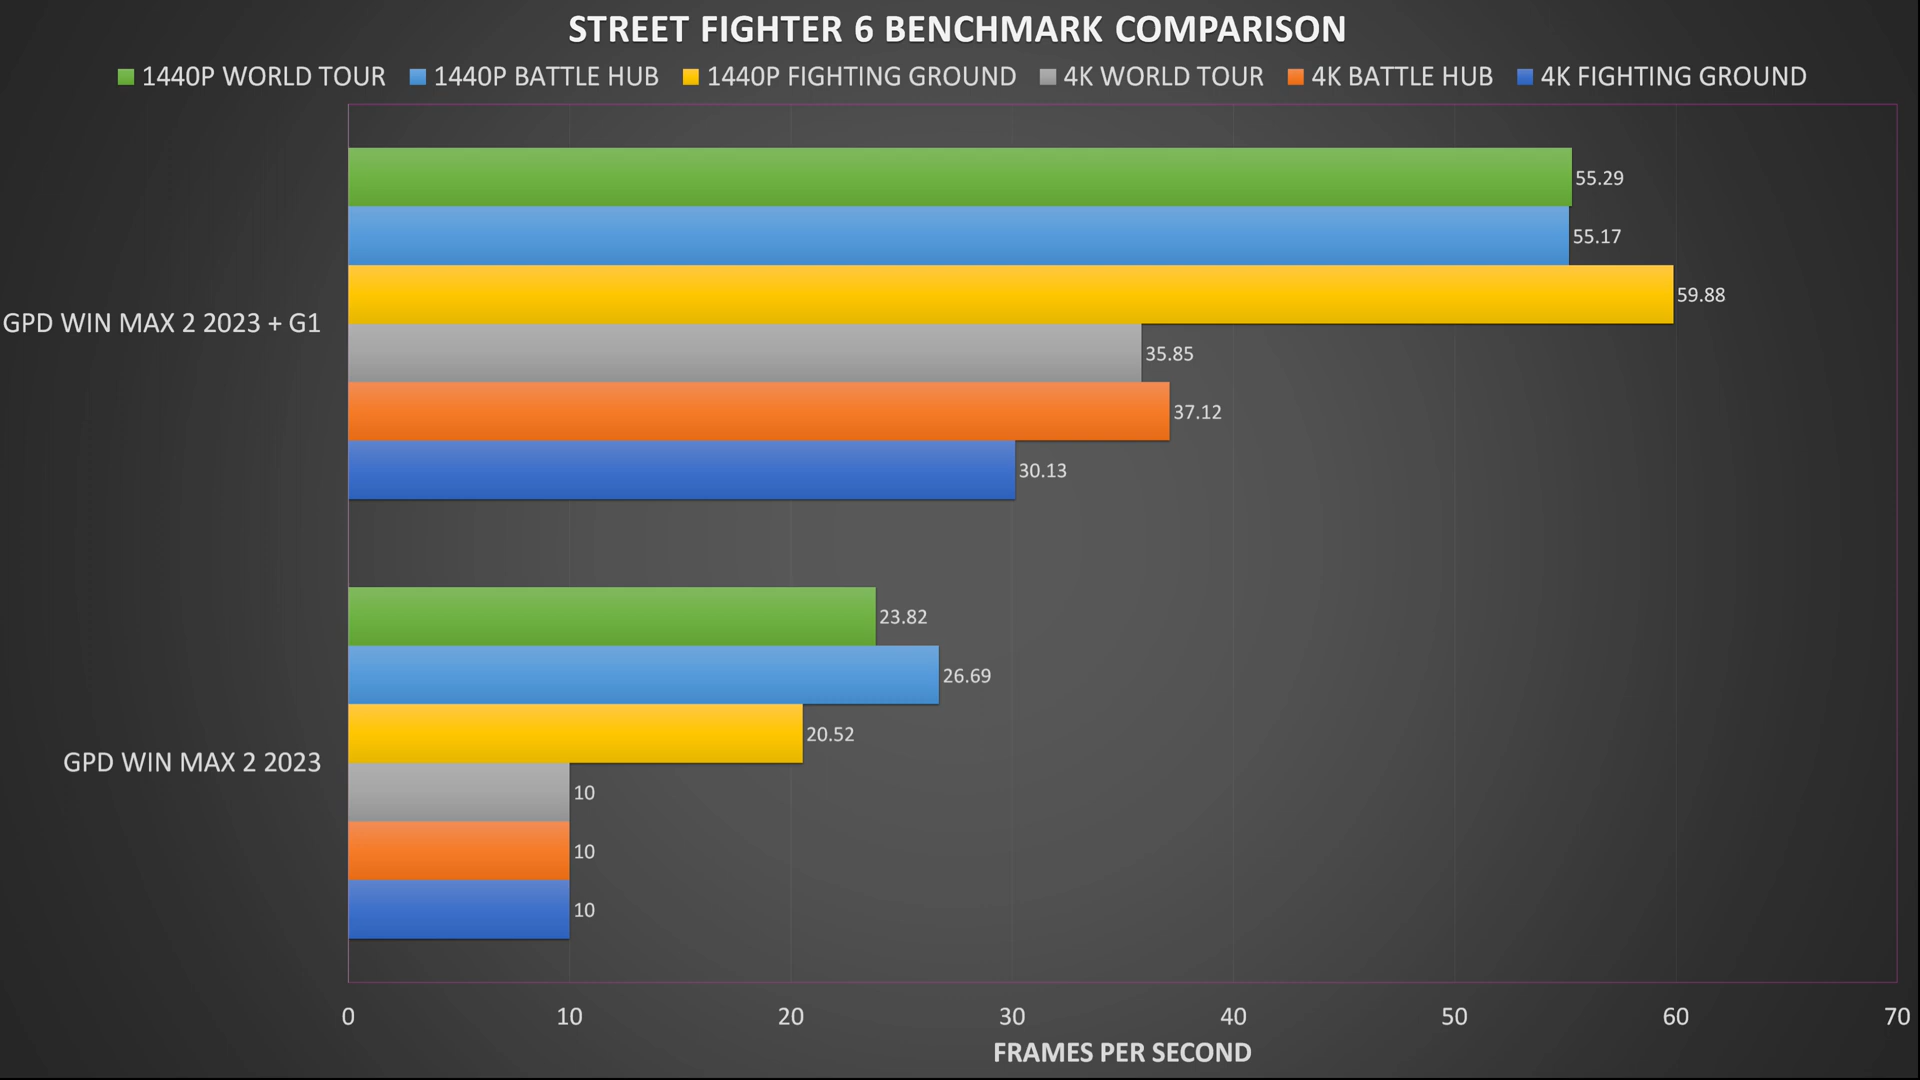 STREET FIGHTER 6 BENCHMARK COMPARISON
1440P WORLD TOUR 1440P BATTLE HUB 1440P FIGHTING GROUND 4K WORLD TOUR 4K BATTLE HUB 4K FIGHTING GROUND
GPD WIN MAX 2 2023 + G1
55.29
55.17
59.88
35.85
37.12
30.13
GPD WIN MAX 2 2023
23.82
26.69
20.52
10
10
10
0 10 20 30 40 50 60 70
FRAMES PER SECOND